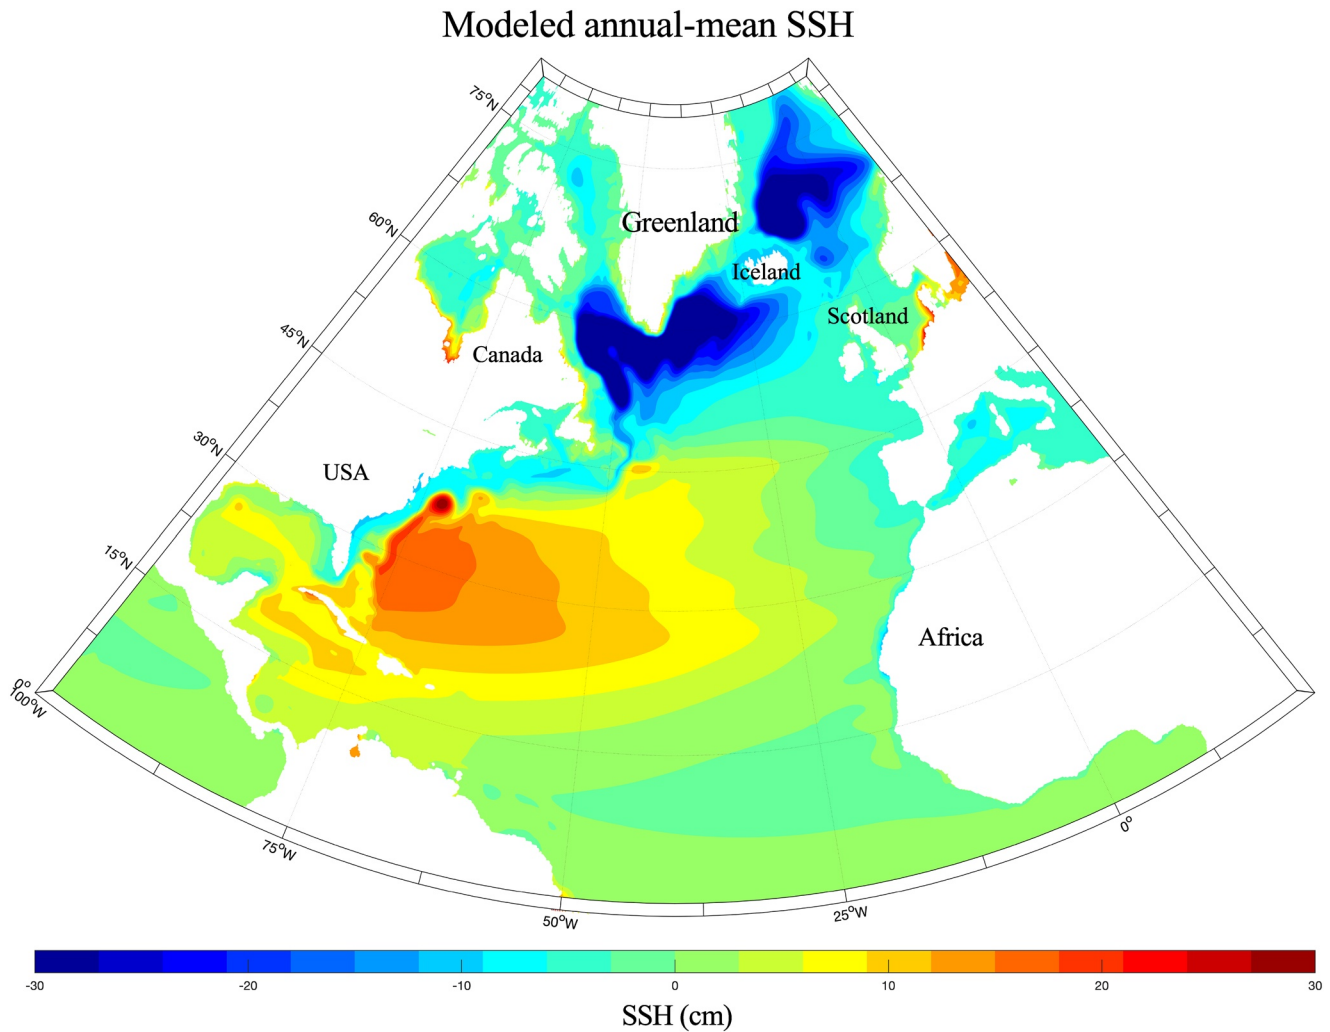 Modeled annual-mean SSH
75°N
60°N
45°N
30°N
15°N
0°
100°W
75°W
50°W
25°W
0°
Greenland
Iceland
Scotland
Canada
USA
Africa
-30 -20 -10 0 10 20 30
SSH (cm)